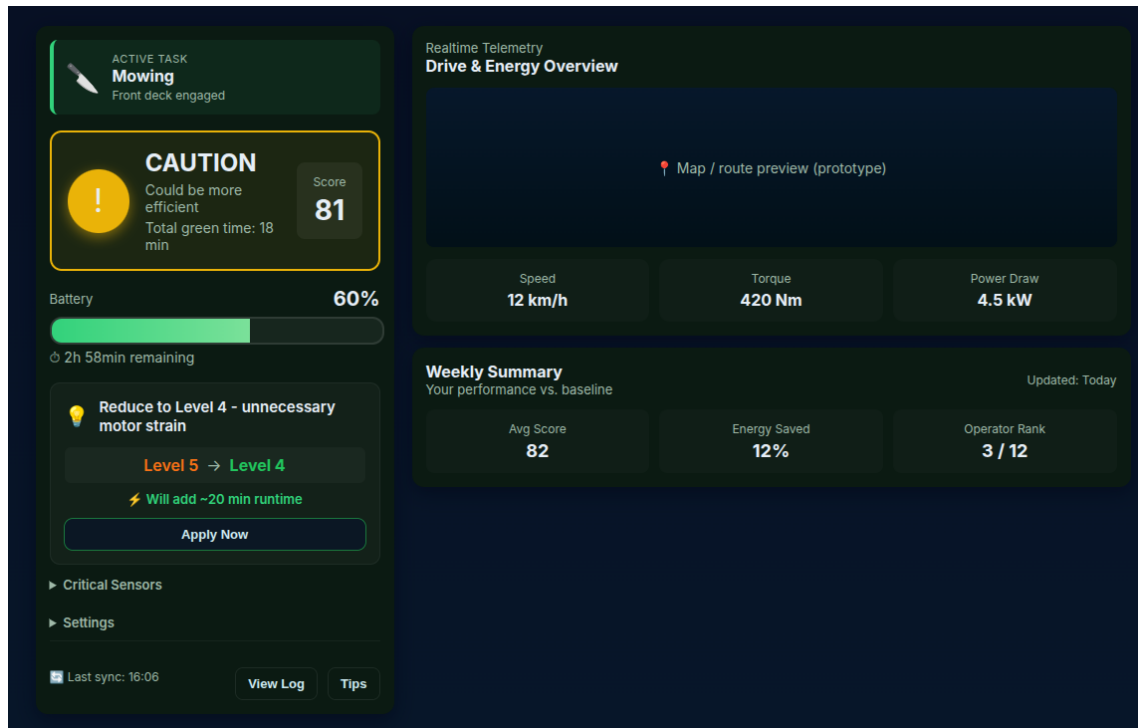 ACTIVE TASK
Mowing
Front deck engaged
!
CAUTION
Could be more
efficient
Total green time: 18
min
Score
81
Battery
60%
⏱ 2h 58min remaining
💡 Reduce to Level 4 - unnecessary
motor strain
Level 5 → Level 4
⚡ Will add ~20 min runtime
Apply Now
▶ Critical Sensors
▶ Settings
🔄 Last sync: 16:06
View Log
Tips
Realtime Telemetry
Drive & Energy Overview
📍 Map / route preview (prototype)
Speed
12 km/h
Torque
420 Nm
Power Draw
4.5 kW
Weekly Summary
Your performance vs. baseline
Updated: Today
Avg Score
82
Energy Saved
12%
Operator Rank
3 / 12